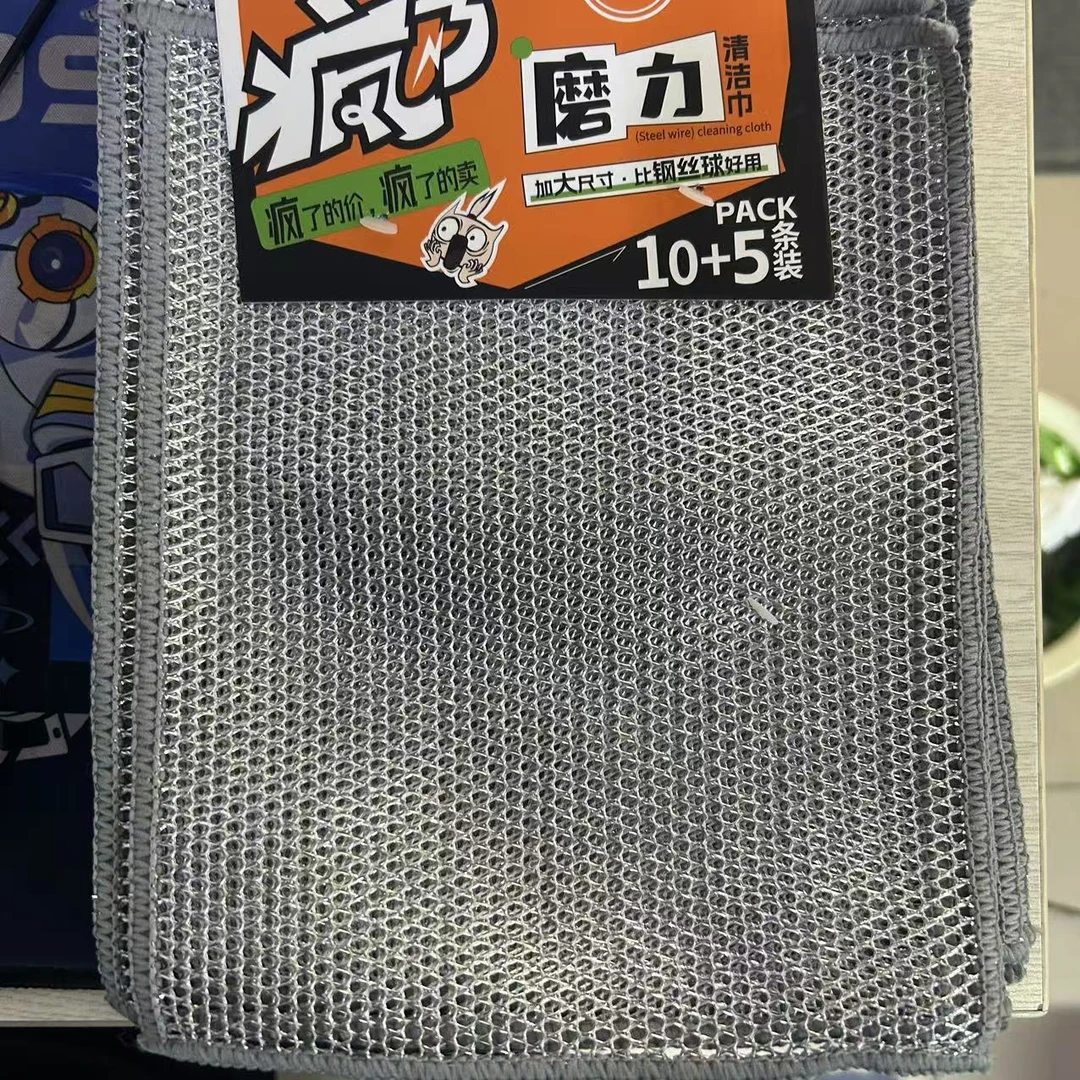 疯了
磨力
清洁巾
(Steel wire) cleaning cloth
加大尺寸·比钢丝球好用
疯了的价，疯了的卖
PACK
10+5
条装